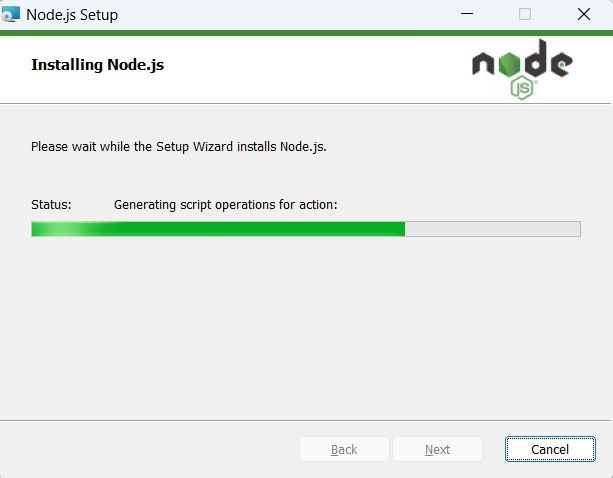 Node.js Setup
Installing Node.js
node
JS
Please wait while the Setup Wizard installs Node.js.
Status: Generating script operations for action:
Back Next Cancel